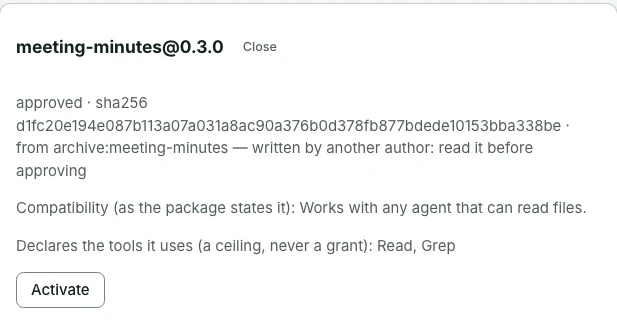 meeting-minutes@0.3.0 Close
approved · sha256
d1fc20e194e087b113a07a031a8ac90a376b0d378fb877bdede10153bba338be ·
from archive:meeting-minutes — written by another author: read it before
approving
Compatibility (as the package states it): Works with any agent that can read files.
Declares the tools it uses (a ceiling, never a grant): Read, Grep
Activate